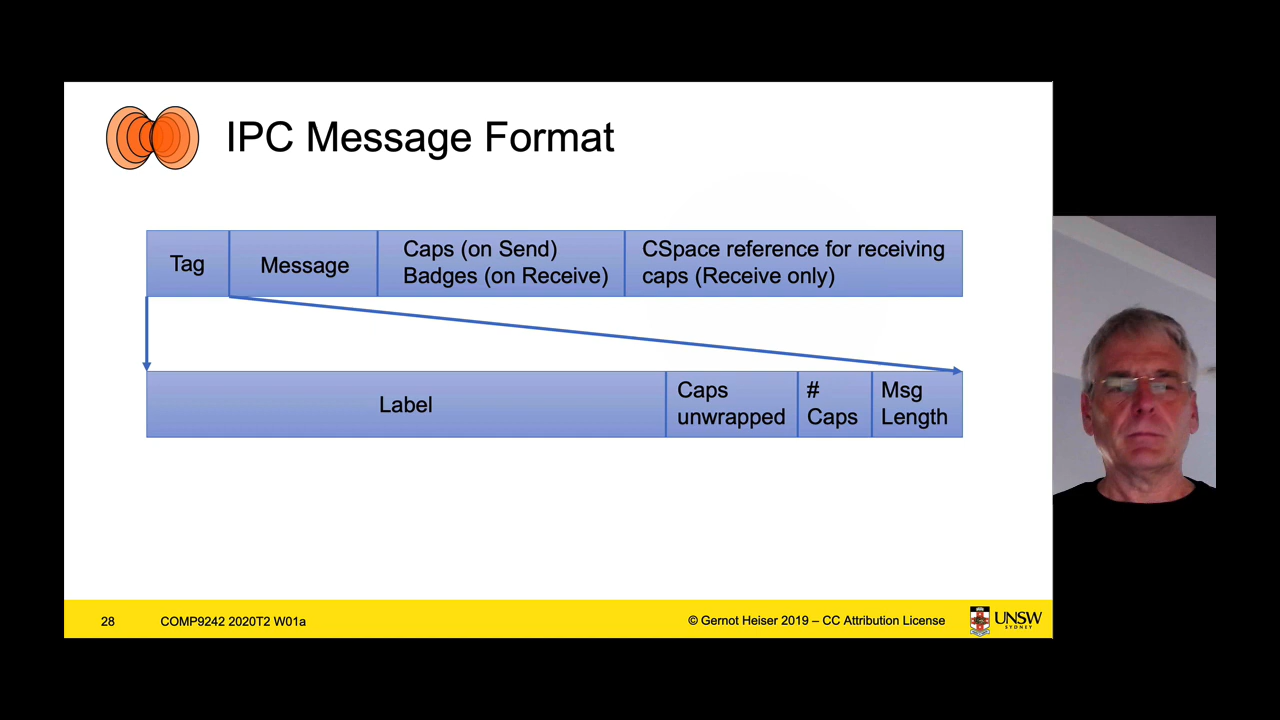 IPC Message Format
Tag
Message
Caps (on Send)
Badges (on Receive)
CSpace reference for receiving
caps (Receive only)
Label
Caps
unwrapped
#
Caps
Msg
Length
28
COMP9242 2020T2 W01a
© Gernot Heiser 2019 – CC Attribution License
UNSW
SYDNEY